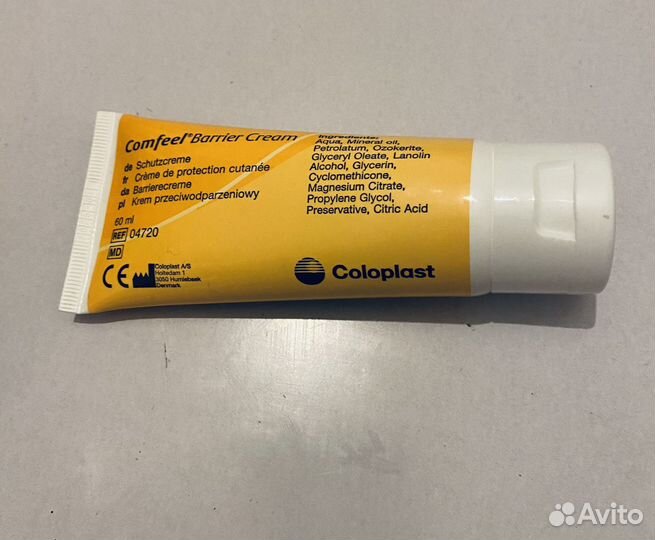 Comfeel® Barrier Cream
de Schutzcreme
fr Crème de protection cutanée
da Barrierecreme
pl Krem przeciwodparzeniowy
60 ml
REF 04720
MD
CE
Coloplast A/S
Holtedam 1
3050 Humlebaek
Denmark
Ingredients:
Aqua, Mineral oil,
Petrolatum, Ozokerite,
Glyceryl Oleate, Lanolin
Alcohol, Glycerin,
Cyclomethicone,
Magnesium Citrate,
Propylene Glycol,
Preservative, Citric Acid
Coloplast
Avito